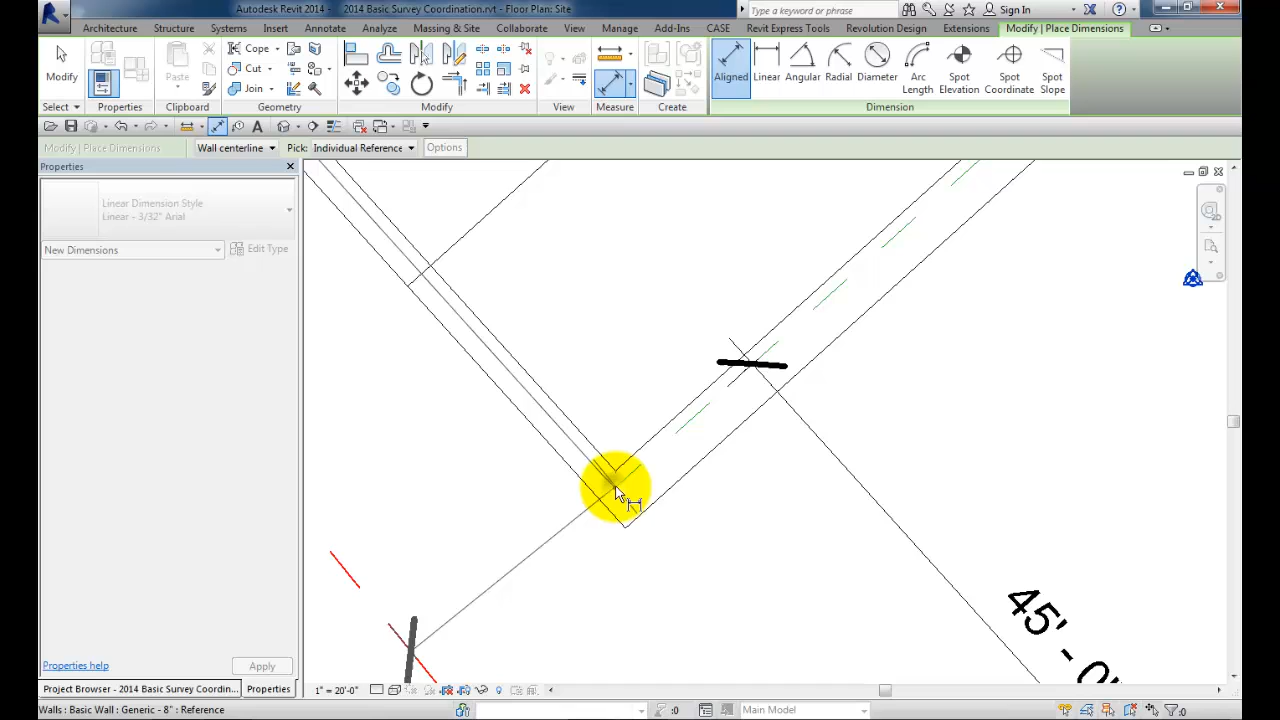 Autodesk Revit 2014 - 2014 Basic Survey Coordination.rvt - Floor Plan: Site
Type a keyword or phrase
Sign In
Architecture Structure Systems Insert Annotate Analyze Massing & Site Collaborate View Manage Add-Ins CASE Revit Express Tools Revolution Design Extensions Modify | Place Dimensions
Modify
Paste
Cope
Cut
Join
Aligned Linear Angular Radial Diameter Arc Length Spot Elevation Spot Coordinate Spot Slope
Select Properties Clipboard Geometry Modify View Measure Create Dimension
Modify | Place Dimensions Wall centerline Pick: Individual Reference Options
Properties
Linear Dimension Style
Linear - 3/32" Arial
New Dimensions Edit Type
2D
45' - 0"
Properties help Apply
Project Browser - 2014 Basic Survey Coordin... Properties
1" = 20'-0"
Walls : Basic Wall : Generic - 8" : Reference
:0
Main Model
:0